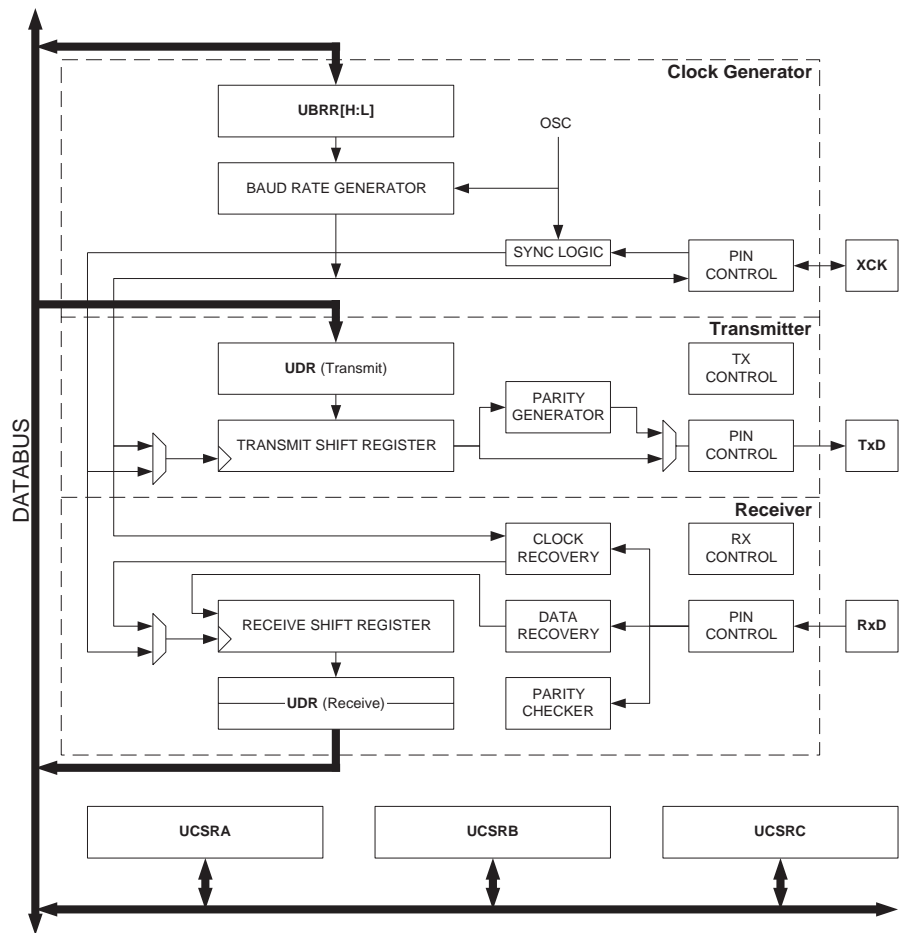 Clock Generator
UBRR[H:L]
OSC
BAUD RATE GENERATOR
SYNC LOGIC
PIN
CONTROL
XCK
Transmitter
UDR (Transmit)
TX
CONTROL
PARITY
GENERATOR
TRANSMIT SHIFT REGISTER
PIN
CONTROL
TxD
DATABUS
Receiver
CLOCK
RECOVERY
RX
CONTROL
RECEIVE SHIFT REGISTER
DATA
RECOVERY
PIN
CONTROL
RxD
UDR (Receive)
PARITY
CHECKER
UCSRA
UCSRB
UCSRC